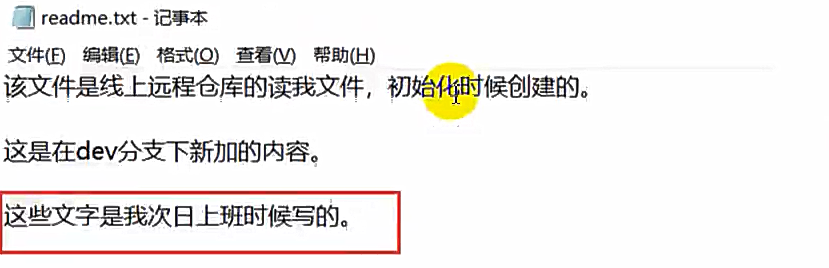 readme.txt - 记事本
文件(F) 编辑(E) 格式(O) 查看(V) 帮助(H)
该文件是线上远程仓库的读我文件，初始化时候创建的。
这是在dev分支下新加的内容。
这些文字是我次日上班时候写的。